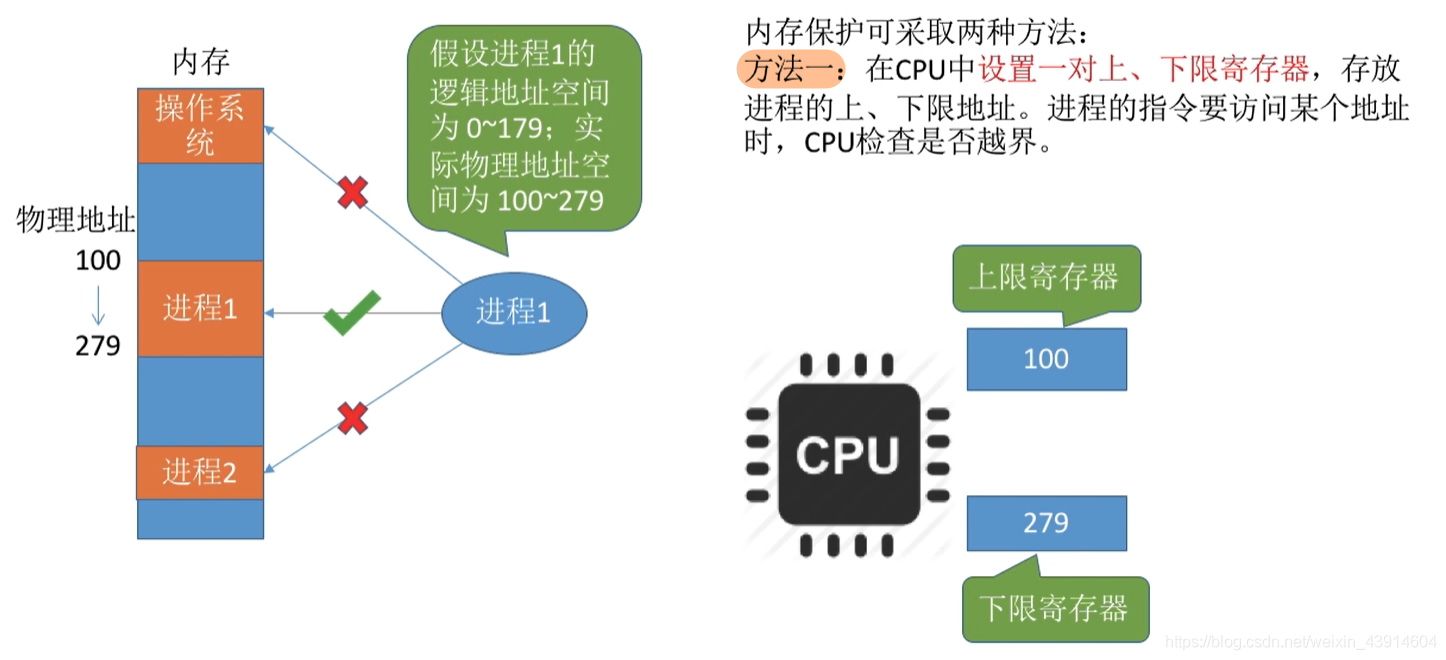 内存
操作系
统
物理地址
100
279
进程1
进程2
假设进程1的
逻辑地址空间
为 0~179；实
际物理地址空
间为 100~279
进程1
内存保护可采取两种方法：
方法一：在CPU中设置一对上、下限寄存器，存放
进程的上、下限地址。进程的指令要访问某个地址
时，CPU检查是否越界。
上限寄存器
100
CPU
279
下限寄存器
https://blog.csdn.net/weixin_43914604